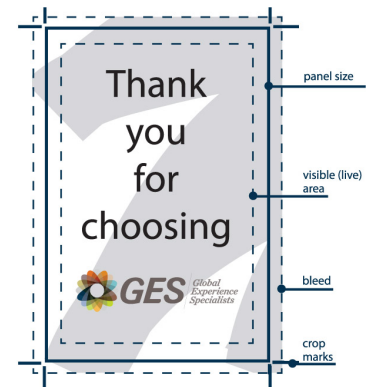 Thank
you
for
choosing
GES Global
Experience
Specialists
panel size
visible (live)
area
bleed
crop
marks